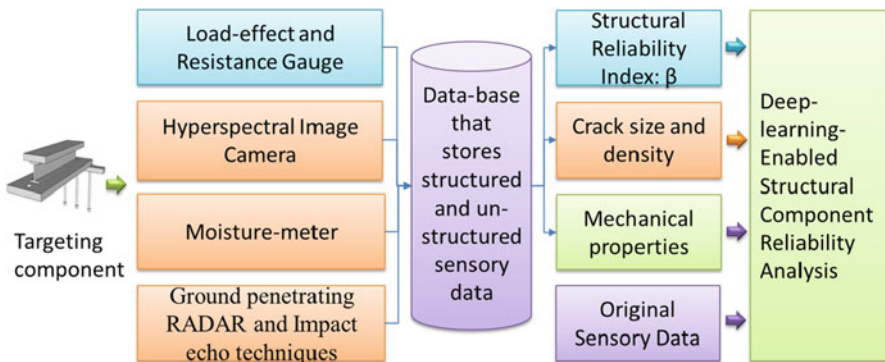 Targeting
component
Load-effect and
Resistance Gauge
Hyperspectral Image
Camera
Moisture-meter
Ground penetrating
RADAR and Impact
echo techniques
Data-base
that
stores
structured
and un-
structured
sensory
data
Structural
Reliability
Index: β
Crack size and
density
Mechanical
properties
Original
Sensory Data
Deep-
learning-
Enabled
Structural
Component
Reliability
Analysis